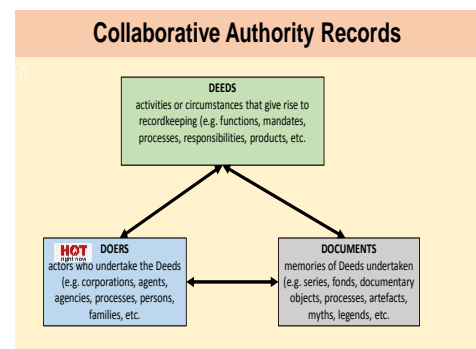 Collaborative Authority Records
n
DEEDS
activities or circumstances that give rise to
recordkeeping (e.g. functions, mandates,
processes, responsibilities, products, etc.
HOT
right now
DOERS
actors who undertake the Deeds
(e.g. corporations, agents,
agencies, processes, persons,
families, etc.
DOCUMENTS
memories of Deeds undertaken
(e.g. series, fonds, documentary
objects, processes, artefacts,
myths, legends, etc.